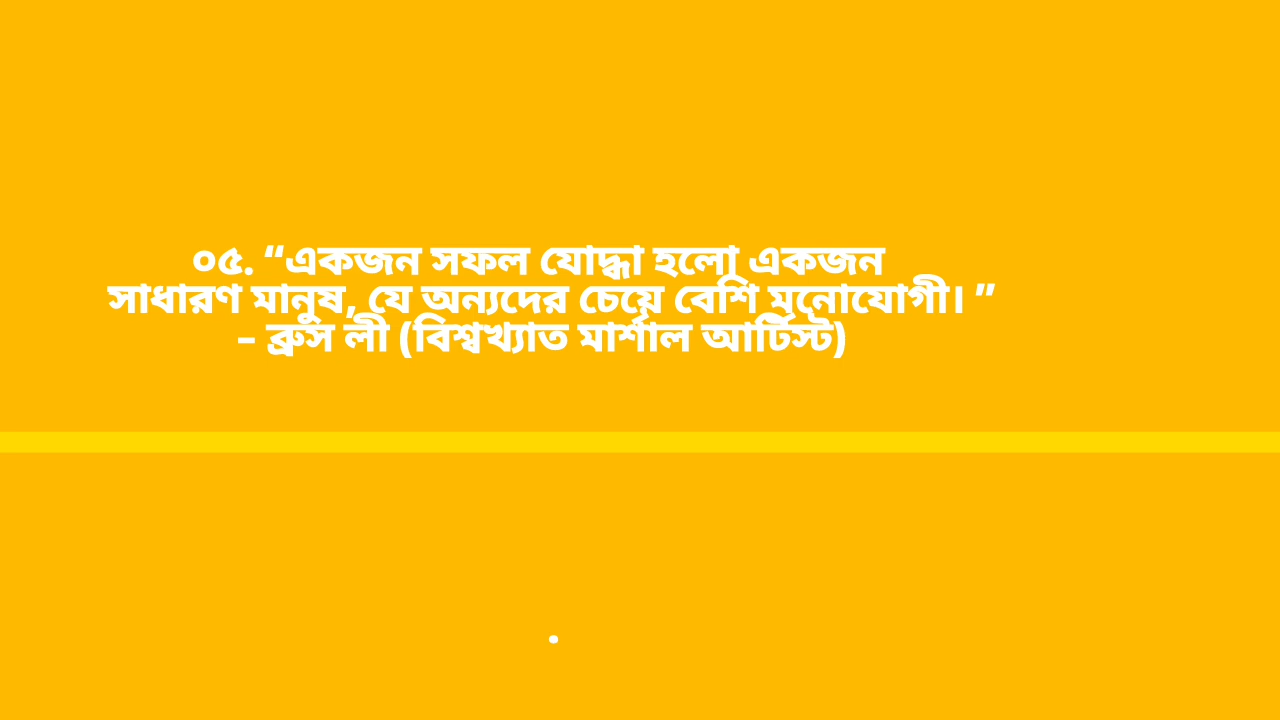 ০৫. “একজন সফল যোদ্ধা হলো একজন
সাধারণ মানুষ, যে অন্যদের চেয়ে বেশি মনোযোগী। ”
– ব্রুস লী (বিশ্বখ্যাত মার্শাল আর্টিস্ট)
.